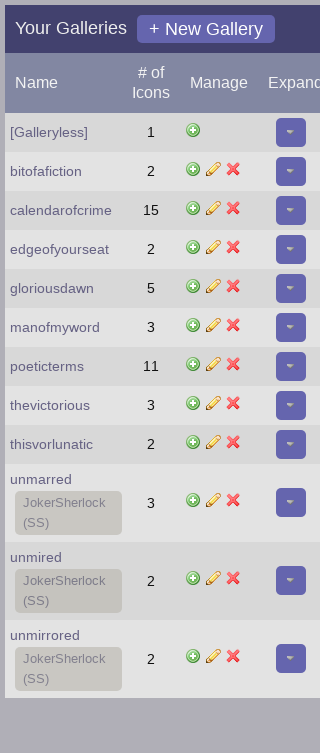 Your Galleries + New Gallery
Name # of Icons Manage Expand
[Galleryless] 1
bitofafiction 2
calendarofcrime 15
edgeofyourseat 2
gloriousdawn 5
manofmyword 3
poeticterms 11
thevictorious 3
thisvorlunatic 2
unmarred
JokerSherlock
(SS)
3
unmired
JokerSherlock
(SS)
2
unmirrored
JokerSherlock
(SS)
2